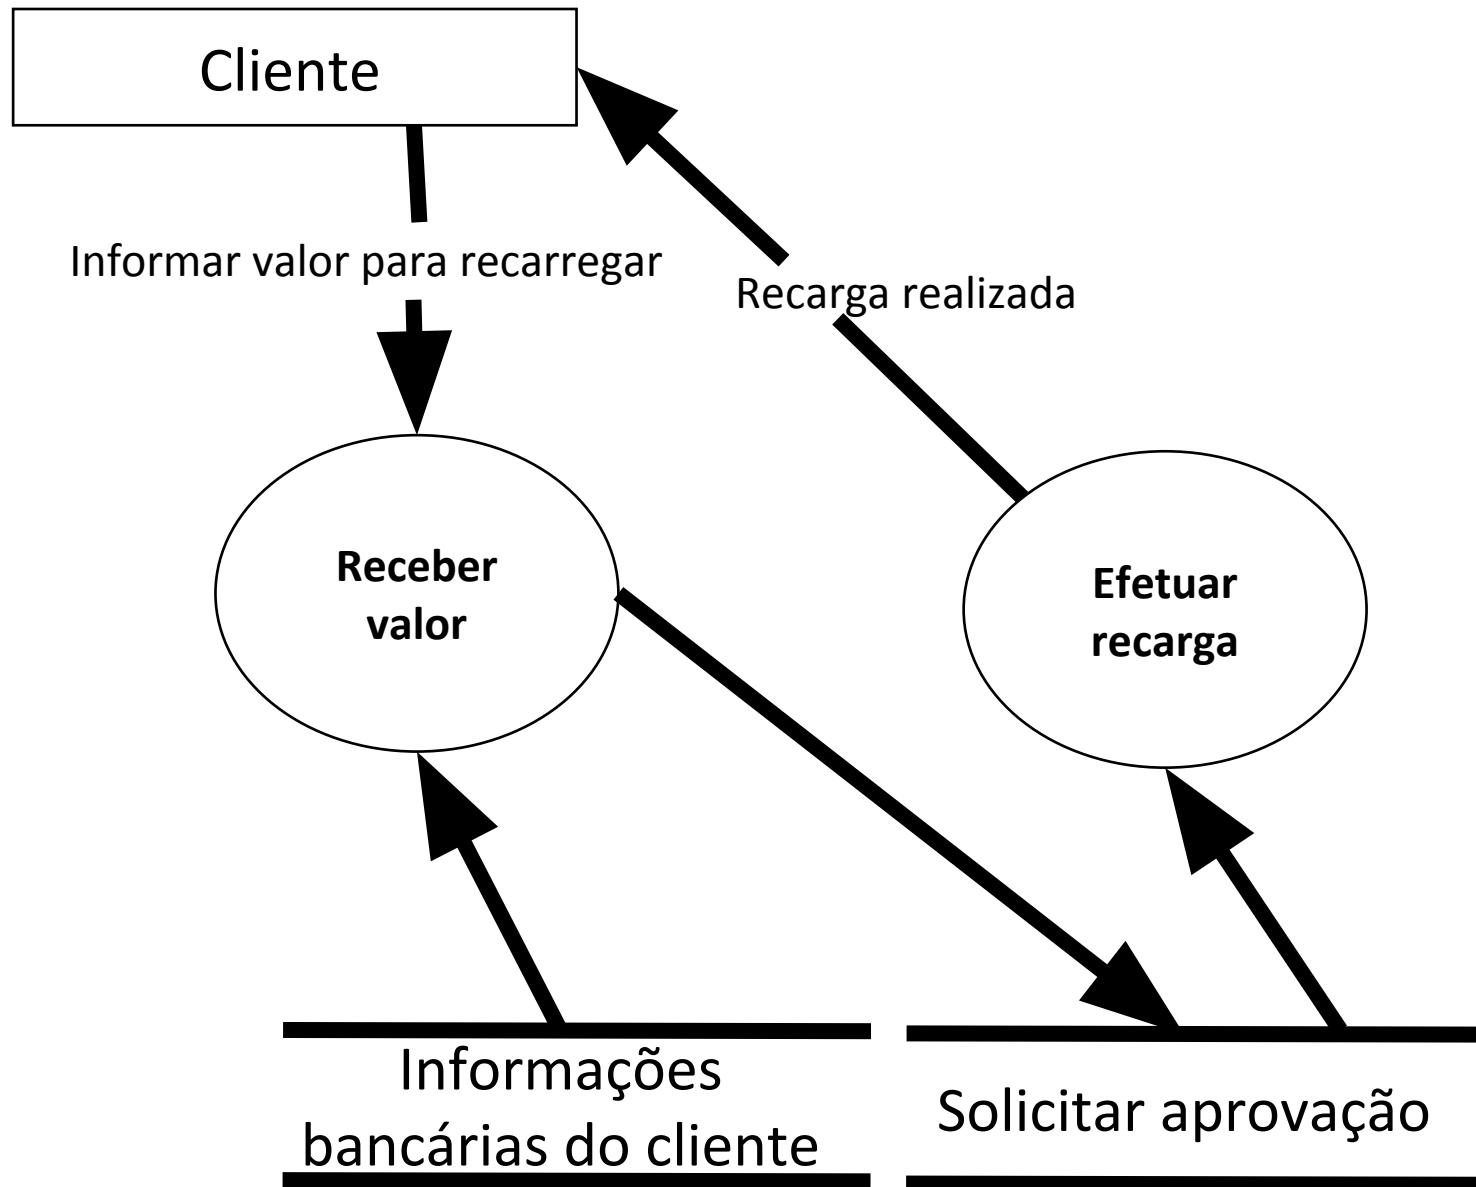 Cliente
Informar valor para recarregar
Recarga realizada
Receber
valor
Efetuar
recarga
Informações
bancárias do cliente
Solicitar aprovação